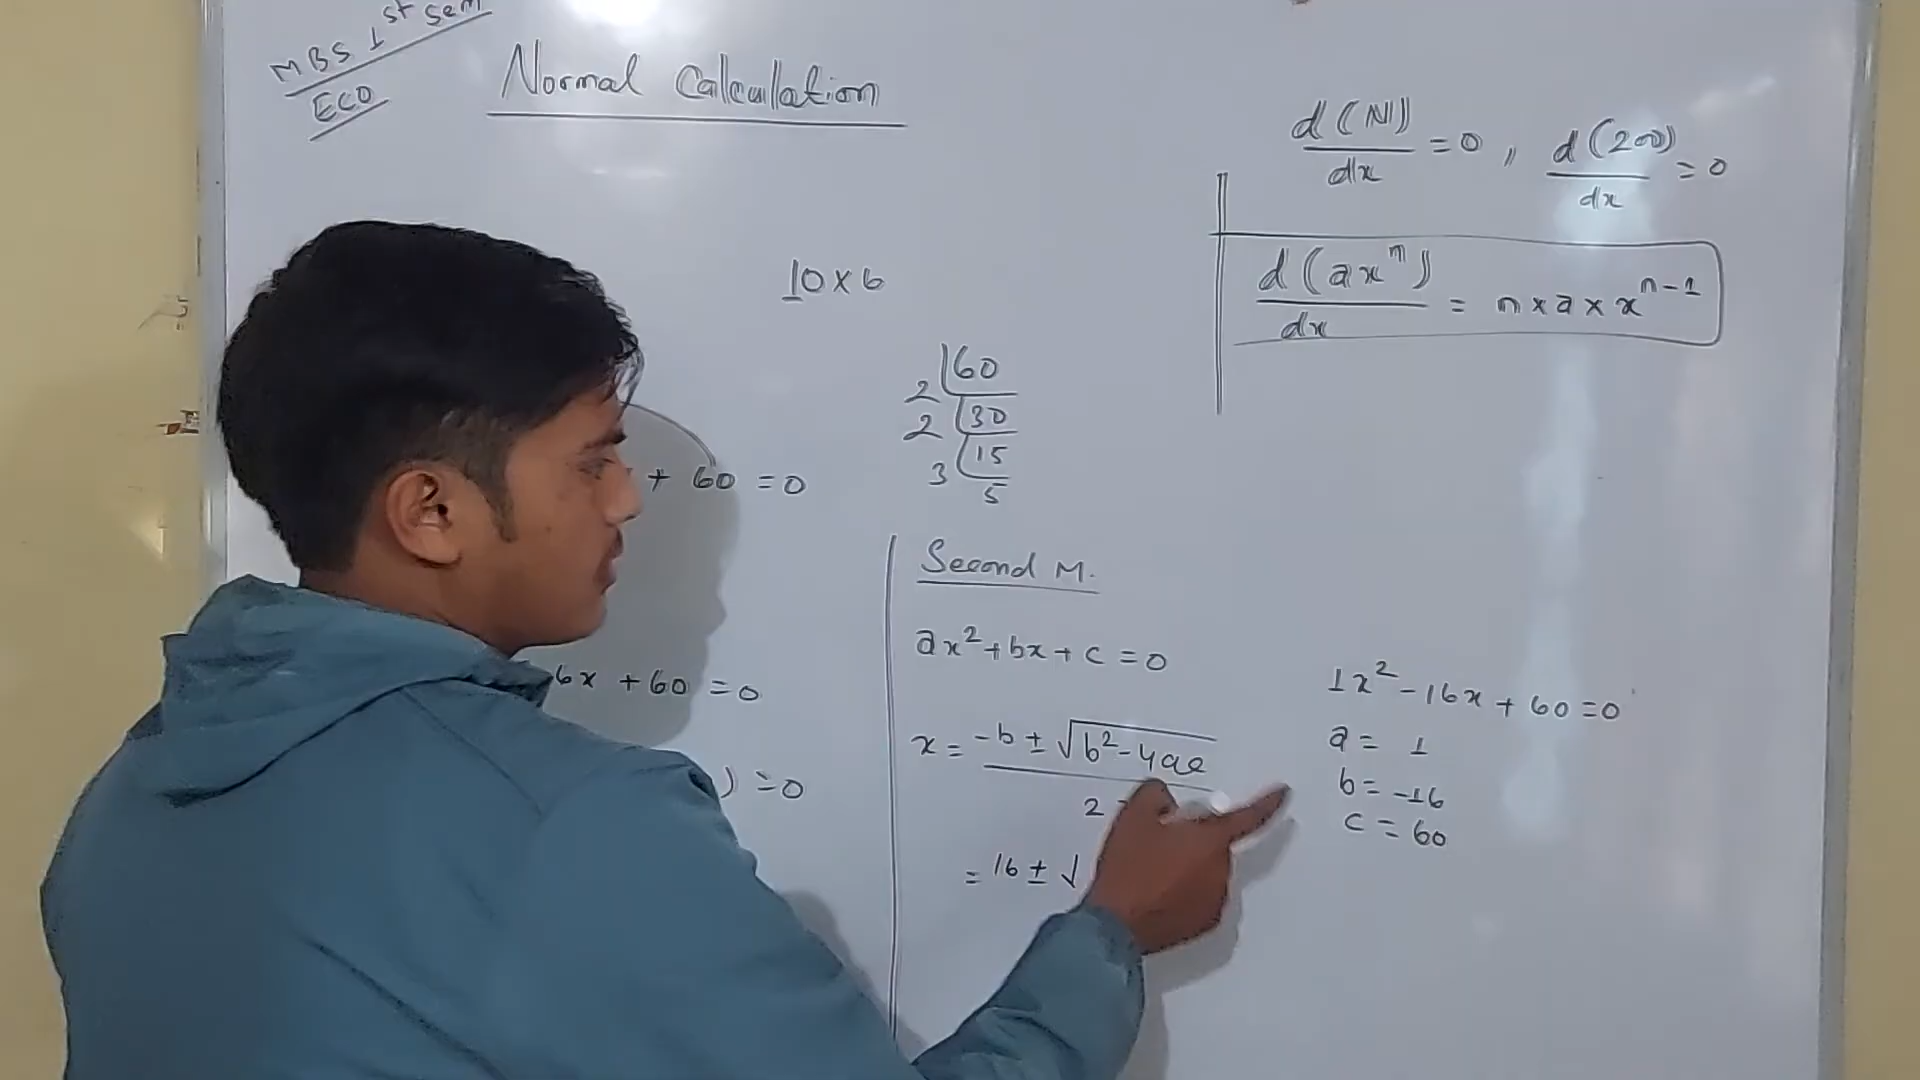 MBS 1st Sem
ECO
Normal Calculation
d(N)/dx = 0, d(200)/dx = 0
d(axⁿ)/dx = n × a × xⁿ⁻¹
10 × 6
2 | 60
2 | 30
3 | 15
5
+ 60 = 0
6x + 60 = 0
) = 0
Second M.
ax² + bx + c = 0
x = -b ± √b² - 4ac
2
= 16 ± √
1x² - 16x + 60 = 0
a = 1
b = -16
c = 60